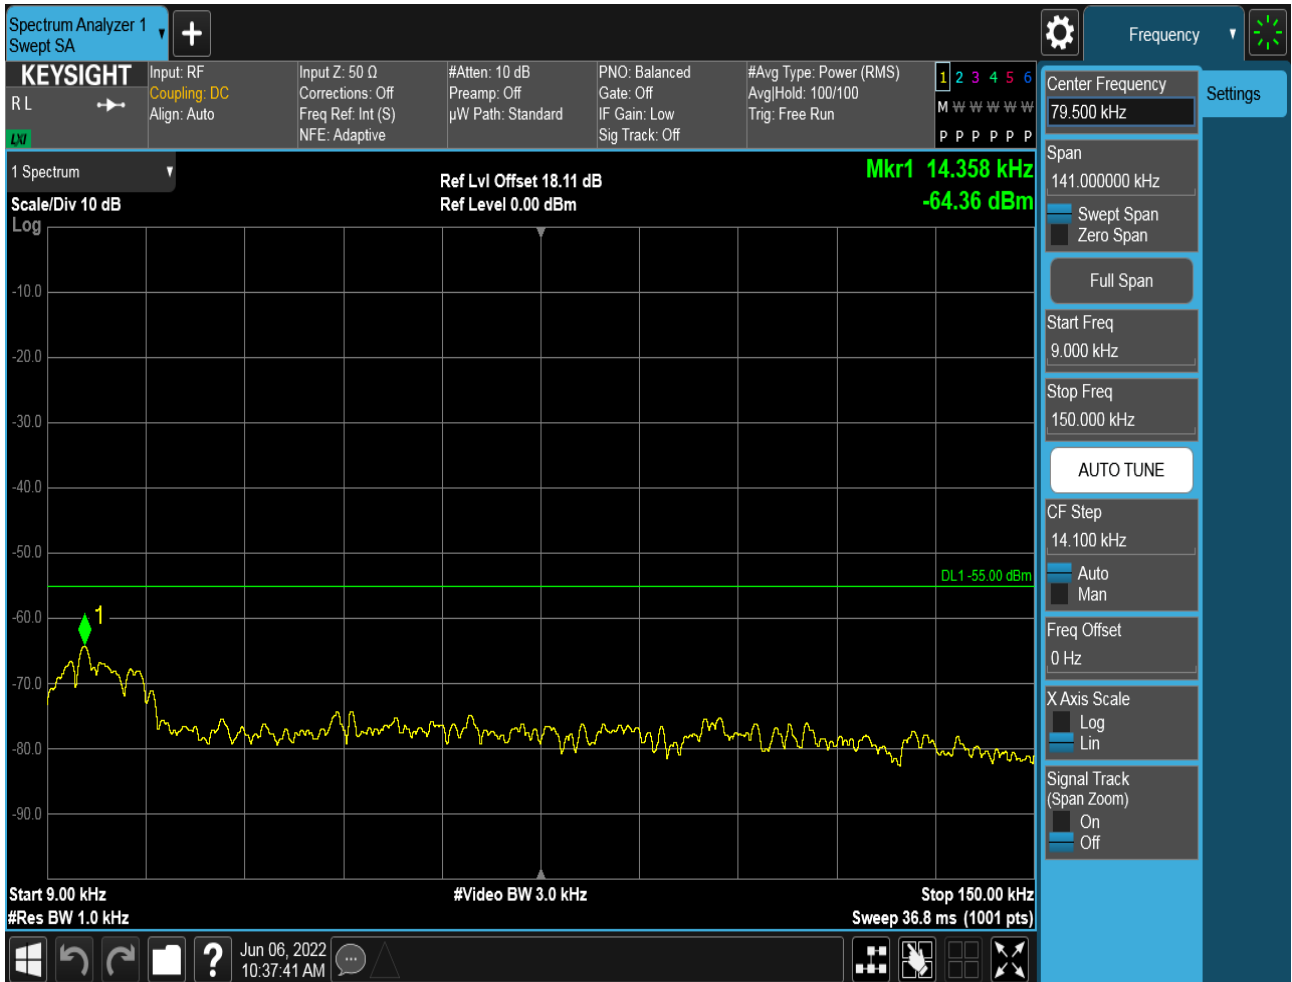 Spectrum Analyzer 1
Swept SA
Frequency
KEYSIGHT
R L
LXI
Input: RF
Coupling: DC
Align: Auto
Input Z: 50 Ω
Corrections: Off
Freq Ref: Int (S)
NFE: Adaptive
#Atten: 10 dB
Preamp: Off
µW Path: Standard
PNO: Balanced
Gate: Off
IF Gain: Low
Sig Track: Off
#Avg Type: Power (RMS)
Avg|Hold: 100/100
Trig: Free Run
1 2 3 4 5 6
M W W W W W
P P P P P P
1 Spectrum
Scale/Div 10 dB
Log
Ref Lvl Offset 18.11 dB
Ref Level 0.00 dBm
Mkr1 14.358 kHz
-64.36 dBm
-10.0
-20.0
-30.0
-40.0
-50.0
DL1 -55.00 dBm
-60.0
1
-70.0
-80.0
-90.0
Start 9.00 kHz
#Video BW 3.0 kHz
Stop 150.00 kHz
#Res BW 1.0 kHz
Sweep 36.8 ms (1001 pts)
?
Jun 06, 2022
10:37:41 AM
Center Frequency
79.500 kHz
Settings
Span
141.000000 kHz
Swept Span
Zero Span
Full Span
Start Freq
9.000 kHz
Stop Freq
150.000 kHz
AUTO TUNE
CF Step
14.100 kHz
Auto
Man
Freq Offset
0 Hz
X Axis Scale
Log
Lin
Signal Track
(Span Zoom)
On
Off